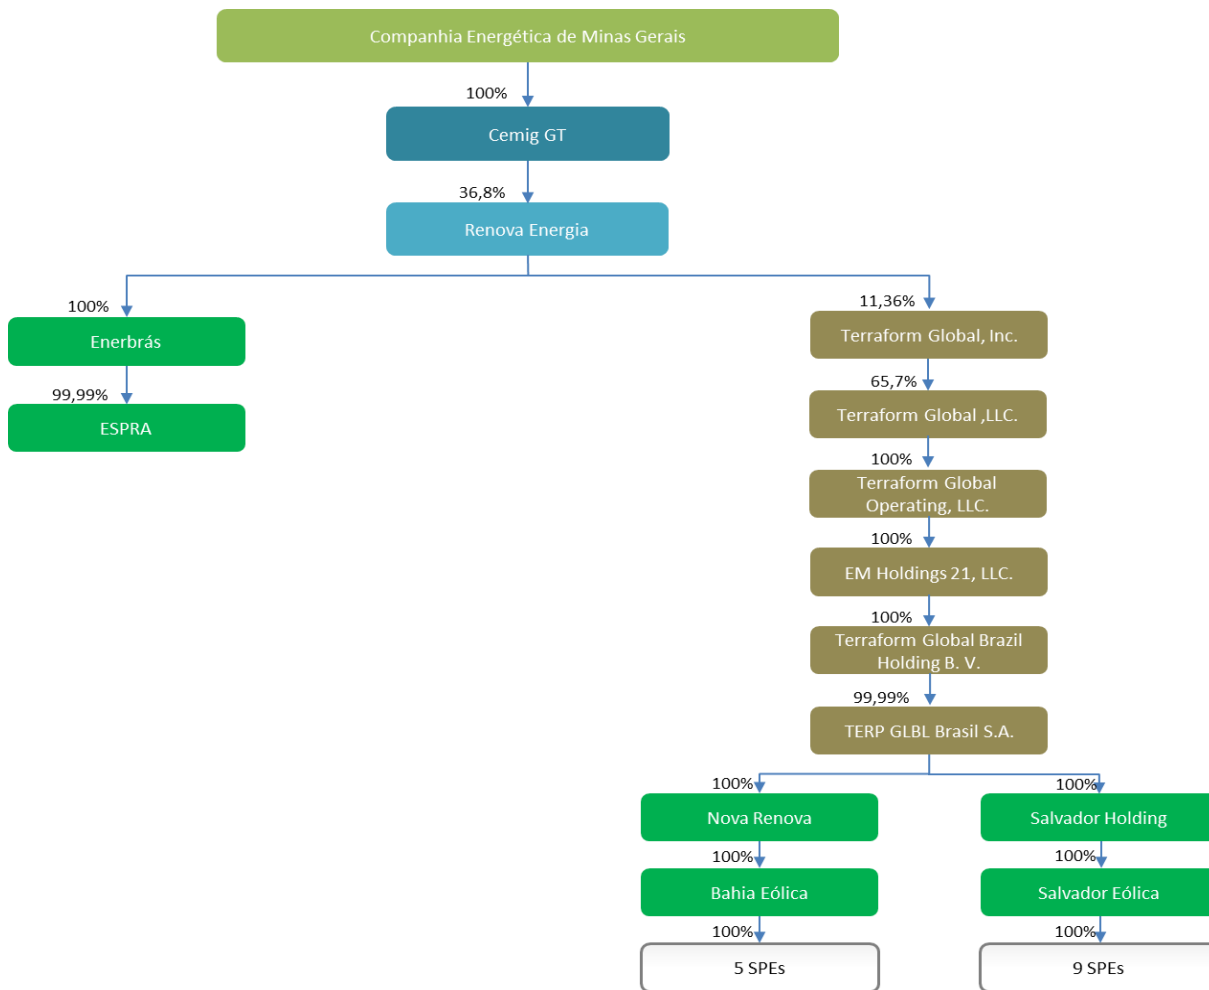 Companhia Energética de Minas Gerais
100%
Cemig GT
36,8%
Renova Energia
100%
11,36%
Enerbrás
Terraform Global, Inc.
99,99%
65,7%
ESPRA
Terraform Global ,LLC.
100%
Terraform Global
Operating, LLC.
100%
EM Holdings 21, LLC.
100%
Terraform Global Brazil
Holding B. V.
99,99%
TERP GLBL Brasil S.A.
100%
100%
Nova Renova
Salvador Holding
100%
100%
Bahia Eólica
Salvador Eólica
100%
100%
5 SPEs
9 SPEs